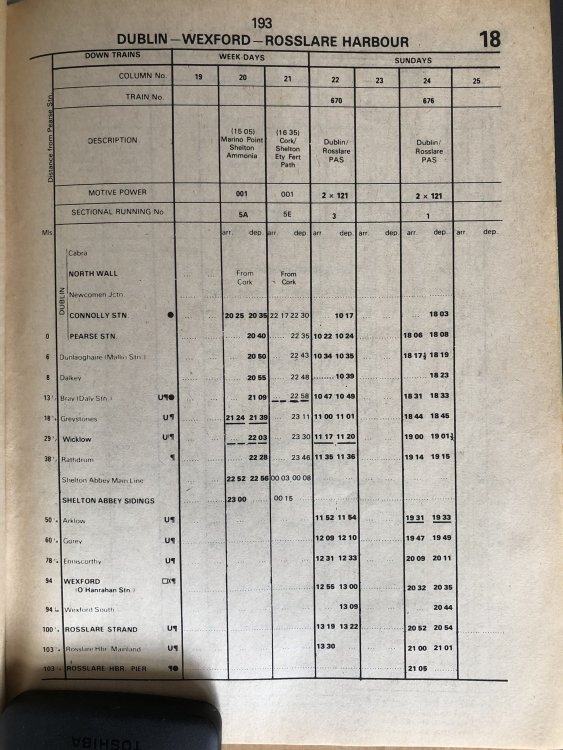 193
DUBLIN—WEXFORD—ROSSLARE HARBOUR 18
DOWN TRAINS WEEK-DAYS SUNDAYS
COLUMN No. 19 20 21 22 23 24 25
TRAIN No. 670 676
Distance from Pearse Stn.
DESCRIPTION (15 05) Marino Point Shelton Ammonia (16 35) Cork/ Shelton Ety Fert Path Dublin/ Rosslare PAS Dublin/ Rosslare PAS
MOTIVE POWER 001 001 2 × 121 2 × 121
SECTIONAL RUNNING No 5A 5E 3 1
Mls. arr. dep. arr. dep. arr. dep. arr. dep. arr. dep. arr. dep.
DUBLIN
Cabra
NORTH WALL From Cork From Cork
Newcomen Jctn.
CONNOLLY STN. ● 20 25 20 35 22 17 22 30 10 17 18 03
0 PEARSE STN. 20 40 22 35 10 22 10 24 18 06 18 08
6 Dunlaoghaire (Mallin Stn.) 20 50 22 43 10 34 10 35 18 17½ 18 19
8 Dalkey 20 55 22 48 10 39 18 23
13 Bray (Daly Stn.) U¶● 21 09 22 58 10 47 10 49 18 31 18 33
18 Greystones U¶ 21 24 21 39 23 11 11 00 11 01 18 44 18 45
29 Wicklow U¶ 22 03 23 30 11 17 11 20 19 00 19 01½
38 Rathdrum ¶ 22 28 23 46 11 35 11 36 19 14 19 15
Shelton Abbey Main Line 22 52 22 56 00 03 00 08
SHELTON ABBEY SIDINGS 23 00 00 15
50 Arklow U¶ 11 52 11 54 19 31 19 33
60 Gorey U¶ 12 09 12 10 19 47 19 49
78 Enniscorthy U¶ 12 31 12 33 20 09 20 11
94 WEXFORD ¶ 12 56 13 00 20 32 20 35
(O'Hanrahan Stn.)
94 Wexford South 13 09 20 44
100 ROSSLARE STRAND U¶ 13 19 13 22 20 52 20 54
103 Rosslare Hbr. Mainland U¶ 13 30 21 00 21 01
103 ROSSLARE HBR. PIER ¶● 21 05
TOSHIBA